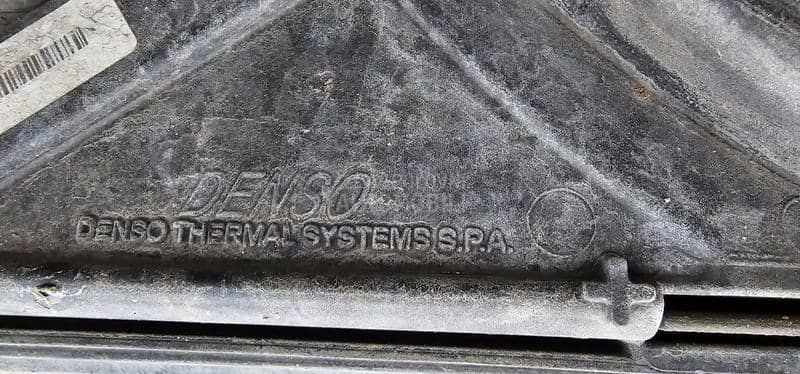 DENSO
DENSO THERMAL SYSTEMS S.P.A.